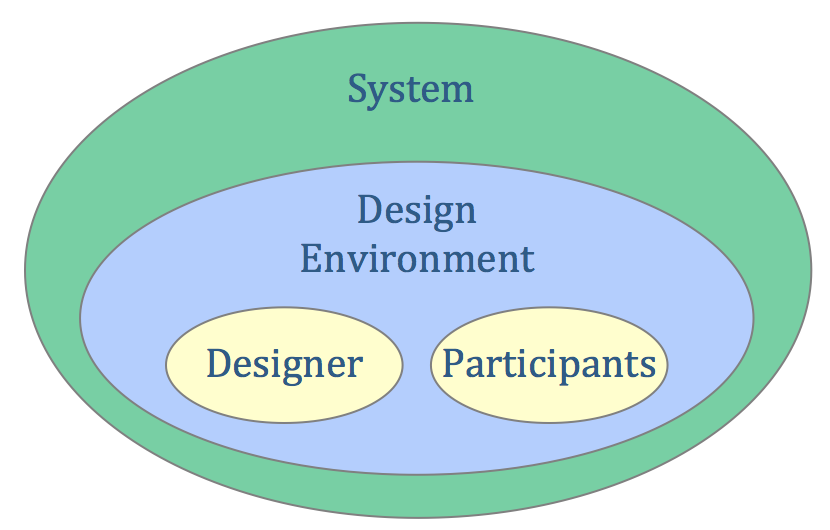 System
Design
Environment
Designer
Participants